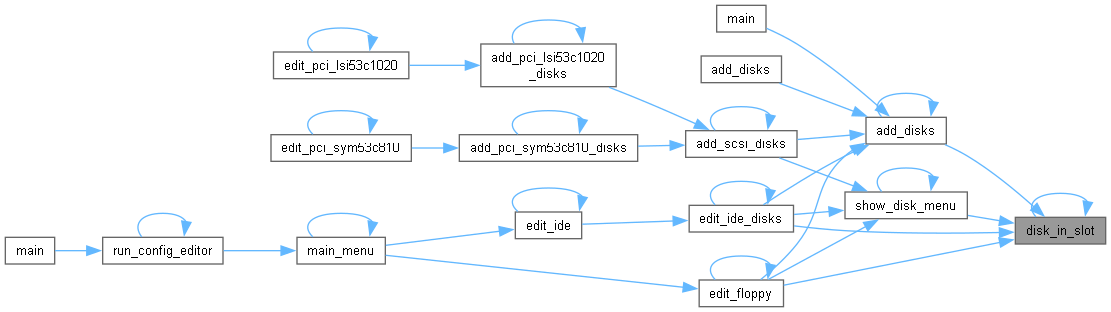 main
edit_pci_lsi53c1020
add_pci_lsi53c1020
_disks
add_disks
add_disks
edit_pci_sym53c810
add_pci_sym53c810_disks
add_scsi_disks
show_disk_menu
edit_ide_disks
edit_ide
disk_in_slot
main
run_config_editor
main_menu
edit_floppy